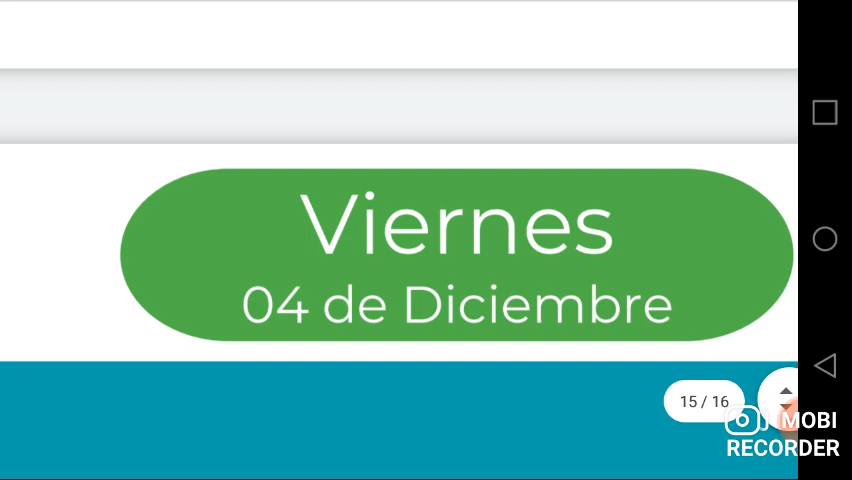 Viernes
04 de Diciembre
15 / 16
MOBI
RECORDER